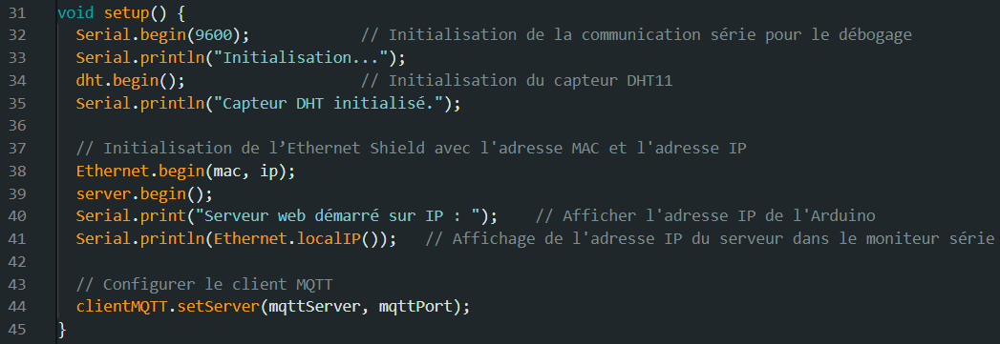 31 void setup() {
32 Serial.begin(9600); // Initialisation de la communication série pour le débogage
33 Serial.println("Initialisation...");
34 dht.begin(); // Initialisation du capteur DHT11
35 Serial.println("Capteur DHT initialisé.");
36
37 // Initialisation de l’Ethernet Shield avec l'adresse MAC et l'adresse IP
38 Ethernet.begin(mac, ip);
39 server.begin();
40 Serial.print("Serveur web démarré sur IP : "); // Afficher l'adresse IP de l'Arduino
41 Serial.println(Ethernet.localIP()); // Affichage de l'adresse IP du serveur dans le moniteur série
42
43 // Configurer le client MQTT
44 clientMQTT.setServer(mqttServer, mqttPort);
45 }